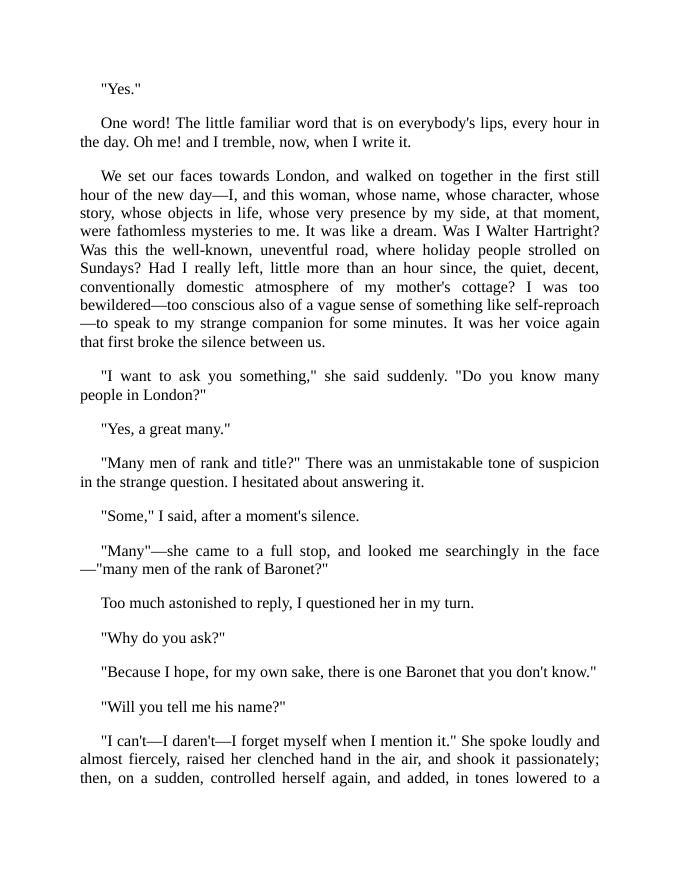 "Yes."
One word! The little familiar word that is on everybody's lips, every hour in
the day. Oh me! and I tremble, now, when I write it.
We set our faces towards London, and walked on together in the first still
hour of the new day—I, and this woman, whose name, whose character, whose
story, whose objects in life, whose very presence by my side, at that moment,
were fathomless mysteries to me. It was like a dream. Was I Walter Hartright?
Was this the well-known, uneventful road, where holiday people strolled on
Sundays? Had I really left, little more than an hour since, the quiet, decent,
conventionally domestic atmosphere of my mother's cottage? I was too
bewildered—too conscious also of a vague sense of something like self-reproach
—to speak to my strange companion for some minutes. It was her voice again
that first broke the silence between us.
"I want to ask you something," she said suddenly. "Do you know many
people in London?"
"Yes, a great many."
"Many men of rank and title?" There was an unmistakable tone of suspicion
in the strange question. I hesitated about answering it.
"Some," I said, after a moment's silence.
"Many"—she came to a full stop, and looked me searchingly in the face
—"many men of the rank of Baronet?"
Too much astonished to reply, I questioned her in my turn.
"Why do you ask?"
"Because I hope, for my own sake, there is one Baronet that you don't know."
"Will you tell me his name?"
"I can't—I daren't—I forget myself when I mention it." She spoke loudly and
almost fiercely, raised her clenched hand in the air, and shook it passionately;
then, on a sudden, controlled herself again, and added, in tones lowered to a